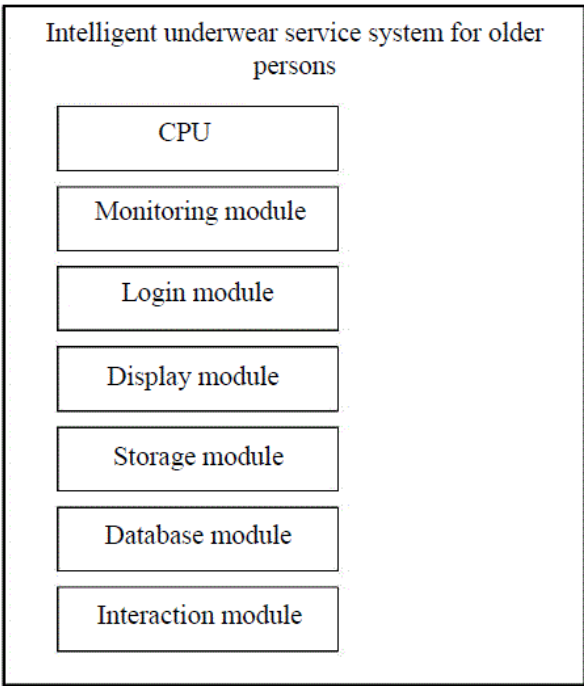 Intelligent underwear service system for older
persons
CPU
Monitoring module
Login module
Display module
Storage module
Database module
Interaction module